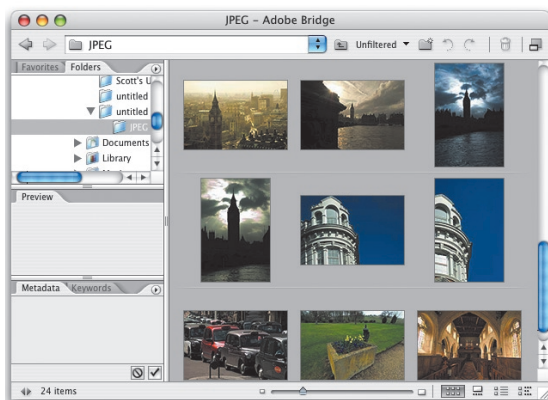 JPEG – Adobe Bridge
JPEG
Unfiltered
Favorites Folders
Scott's U
untitled
untitled
JPEG
Documents
Library
Preview
Metadata Keywords
24 items